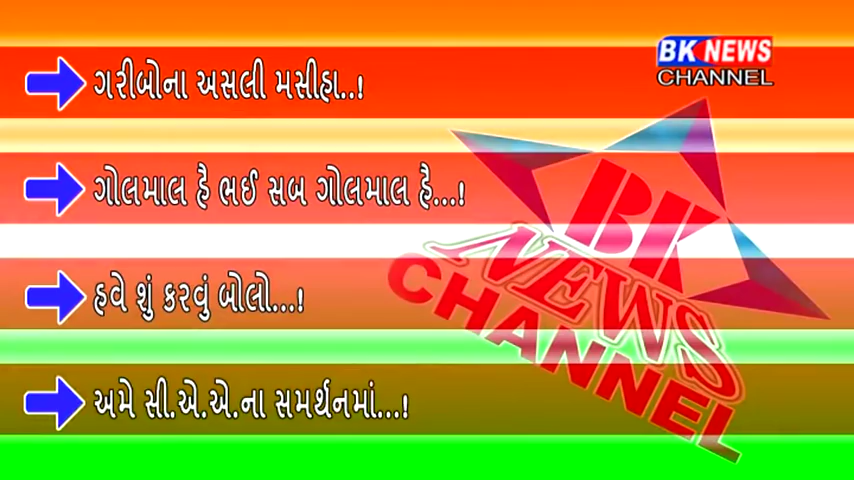 BK NEWS
CHANNEL
ગરીબોના અસલી મસીહા..!
ગોલમાલ હૈ ભઈ સબ ગોલમાલ હૈ...!
હવે શું કરવું બોલો...!
અમે સી.એ.એ.ના સમર્થનમાં...!
BK
NEWS
CHANNEL